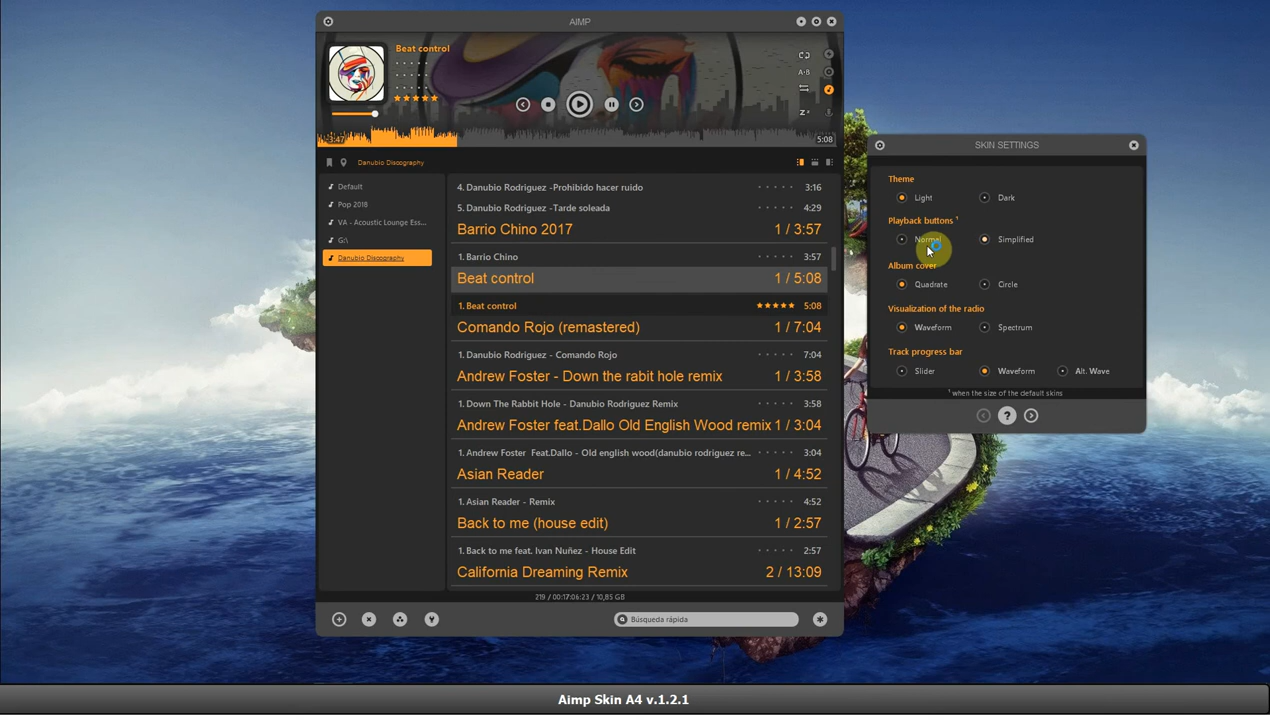 AIMP
Beat control
A-B
Z
3:47
5:08
Danubio Discography
Default
Pop 2018
VA - Acoustic Lounge Ess...
G:\
Danubio Discography
4. Danubio Rodriguez -Prohibido hacer ruido 3:16
5. Danubio Rodriguez -Tarde soleada 4:29
Barrio Chino 2017 1 / 3:57
1. Barrio Chino 3:57
Beat control 1 / 5:08
1. Beat control 5:08
Comando Rojo (remastered) 1 / 7:04
1. Danubio Rodriguez - Comando Rojo 7:04
Andrew Foster - Down the rabit hole remix 1 / 3:58
1. Down The Rabbit Hole - Danubio Rodriguez Remix 3:58
Andrew Foster feat.Dallo Old English Wood remix 1 / 3:04
1. Andrew Foster Feat.Dallo - Old english wood(danubio rodriguez re... 3:04
Asian Reader 1 / 4:52
1. Asian Reader - Remix 4:52
Back to me (house edit) 1 / 2:57
1. Back to me feat. Ivan Nuñez - House Edit 2:57
California Dreaming Remix 2 / 13:09
219 / 00:17:06:23 / 10,85 GB
Búsqueda rápida
SKIN SETTINGS
Theme
Light Dark
Playback buttons ¹
Normal Simplified
Album cover
Quadrate Circle
Visualization of the radio
Waveform Spectrum
Track progress bar
Slider Waveform Alt. Wave
¹ when the size of the default skins
?
Aimp Skin A4 v.1.2.1